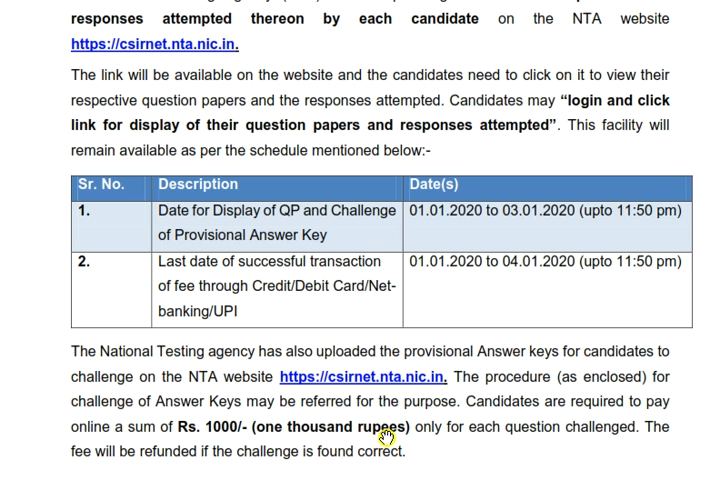 responses attempted thereon by each candidate on the NTA website
https://csirnet.nta.nic.in.
The link will be available on the website and the candidates need to click on it to view their
respective question papers and the responses attempted. Candidates may “login and click
link for display of their question papers and responses attempted”. This facility will
remain available as per the schedule mentioned below:-
Sr. No. Description Date(s)
1. Date for Display of QP and Challenge 01.01.2020 to 03.01.2020 (upto 11:50 pm)
of Provisional Answer Key
2. Last date of successful transaction 01.01.2020 to 04.01.2020 (upto 11:50 pm)
of fee through Credit/Debit Card/Net-
banking/UPI
The National Testing agency has also uploaded the provisional Answer keys for candidates to
challenge on the NTA website https://csirnet.nta.nic.in. The procedure (as enclosed) for
challenge of Answer Keys may be referred for the purpose. Candidates are required to pay
online a sum of Rs. 1000/- (one thousand rupees) only for each question challenged. The
fee will be refunded if the challenge is found correct.